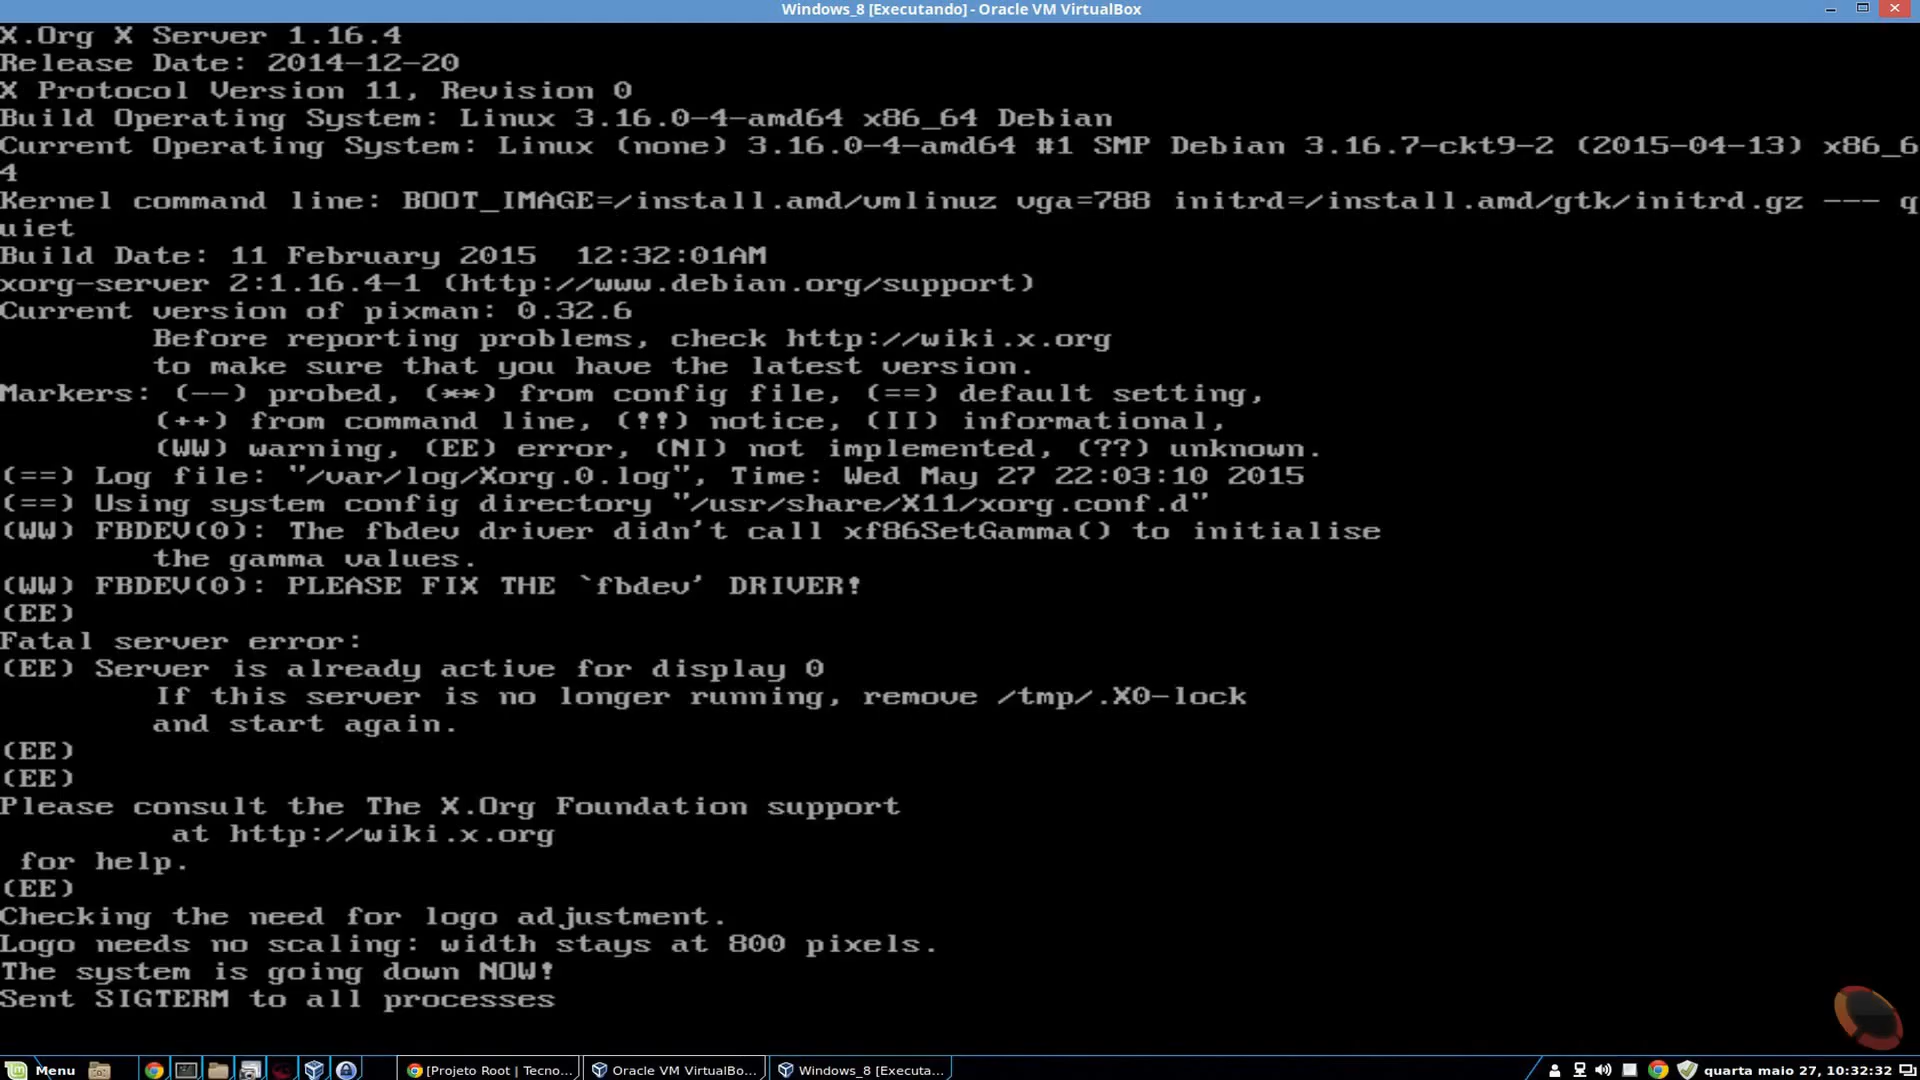 Windows_8 [Executando] - Oracle VM VirtualBox
X.Org X Server 1.16.4
Release Date: 2014-12-20
X Protocol Version 11, Revision 0
Build Operating System: Linux 3.16.0-4-amd64 x86_64 Debian
Current Operating System: Linux (none) 3.16.0-4-amd64 #1 SMP Debian 3.16.7-ckt9-2 (2015-04-13) x86_6
4
Kernel command line: BOOT_IMAGE=/install.amd/vmlinuz vga=788 initrd=/install.amd/gtk/initrd.gz --- q
uiet
Build Date: 11 February 2015  12:32:01AM
xorg-server 2:1.16.4-1 (http://www.debian.org/support)
Current version of pixman: 0.32.6
Before reporting problems, check http://wiki.x.org
to make sure that you have the latest version.
Markers: (--) probed, (**) from config file, (==) default setting,
(++) from command line, (!!) notice, (II) informational,
(WW) warning, (EE) error, (NI) not implemented, (??) unknown.
(==) Log file: "/var/log/Xorg.0.log", Time: Wed May 27 22:03:10 2015
(==) Using system config directory "/usr/share/X11/xorg.conf.d"
(WW) FBDEV(0): The fbdev driver didn't call xf86SetGamma() to initialise
the gamma values.
(WW) FBDEV(0): PLEASE FIX THE `fbdev' DRIVER!
(EE)
Fatal server error:
(EE) Server is already active for display 0
If this server is no longer running, remove /tmp/.X0-lock
and start again.
(EE)
(EE)
Please consult the The X.Org Foundation support
at http://wiki.x.org
for help.
(EE)
Checking the need for logo adjustment.
Logo needs no scaling: width stays at 800 pixels.
The system is going down NOW!
Sent SIGTERM to all processes
Menu [Projeto Root | Tecno... Oracle VM VirtualBo... Windows_8 [Executa... quarta maio 27, 10:32:32